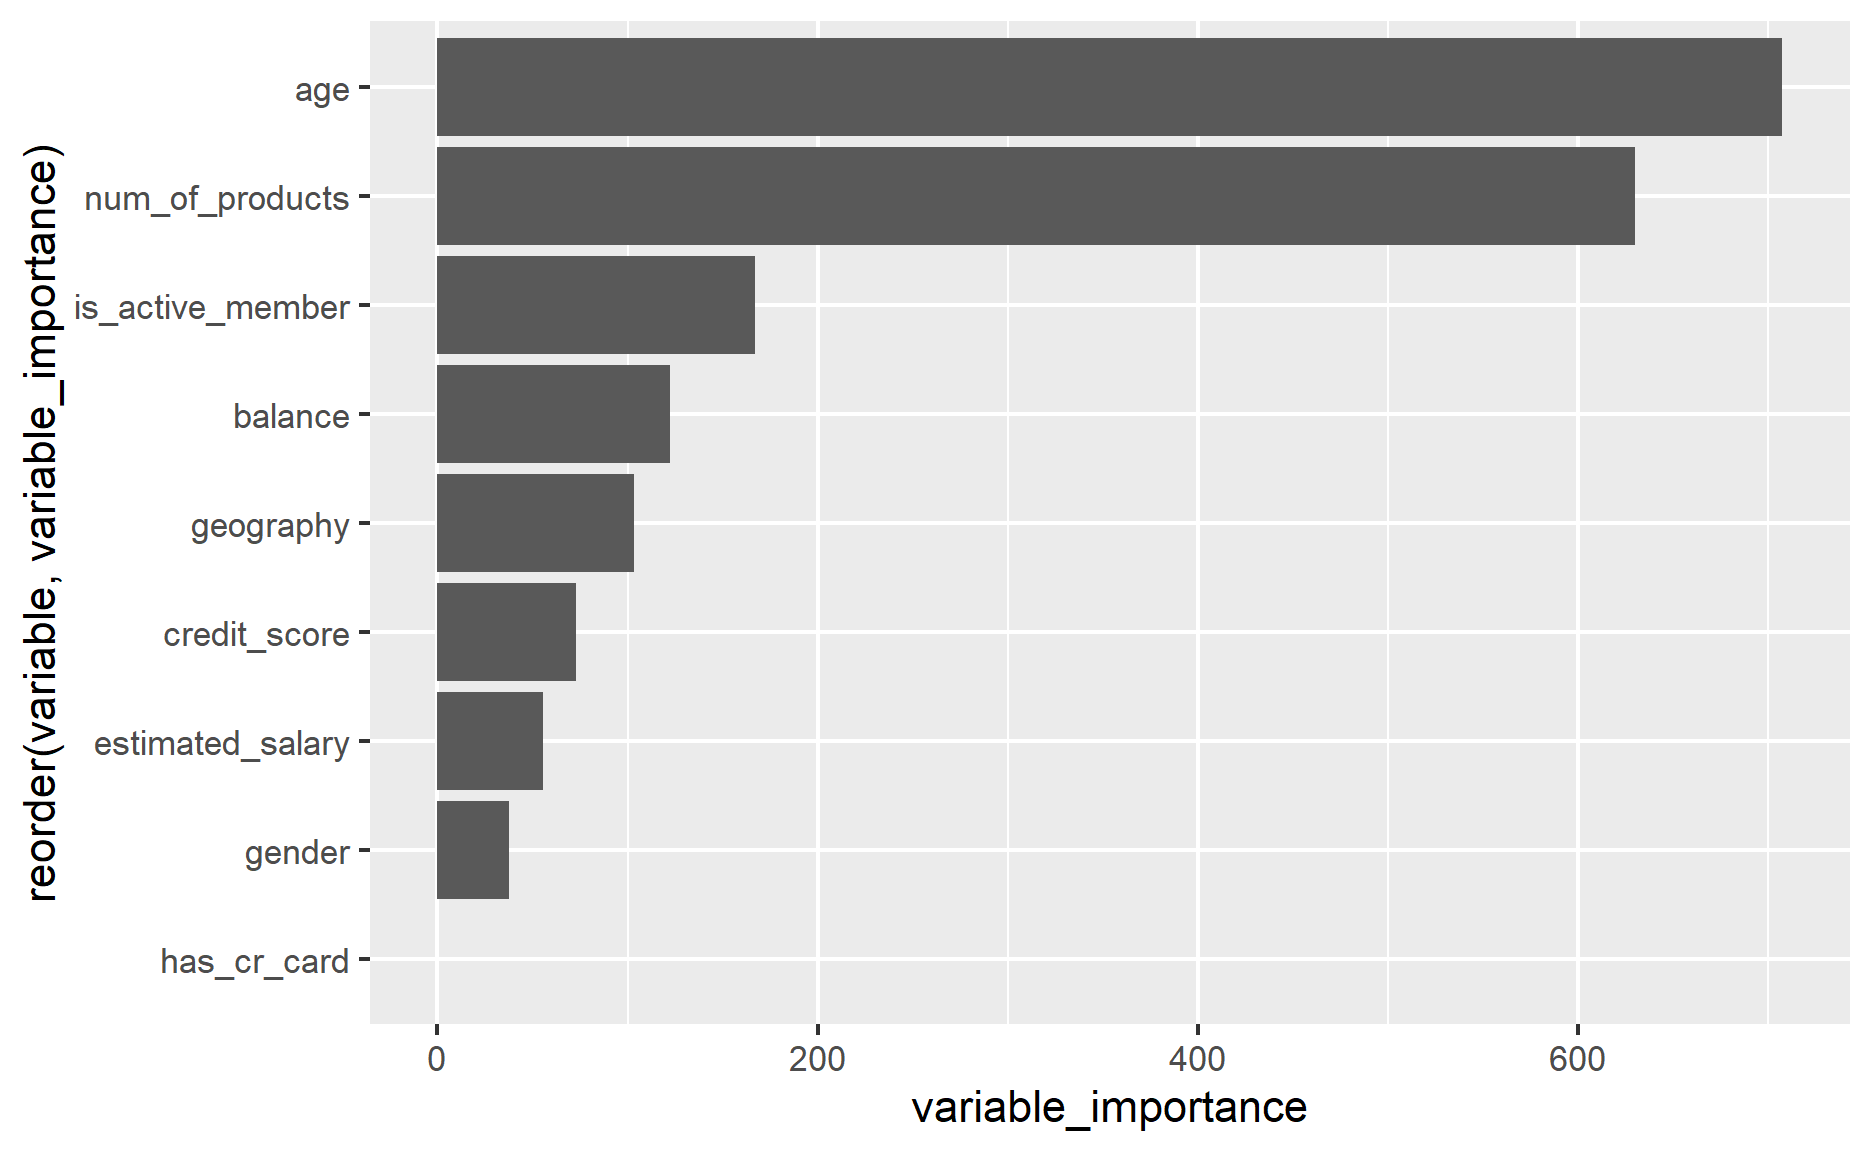 reorder(variable, variable_importance)
age
num_of_products
is_active_member
balance
geography
credit_score
estimated_salary
gender
has_cr_card
0 200 400 600
variable_importance